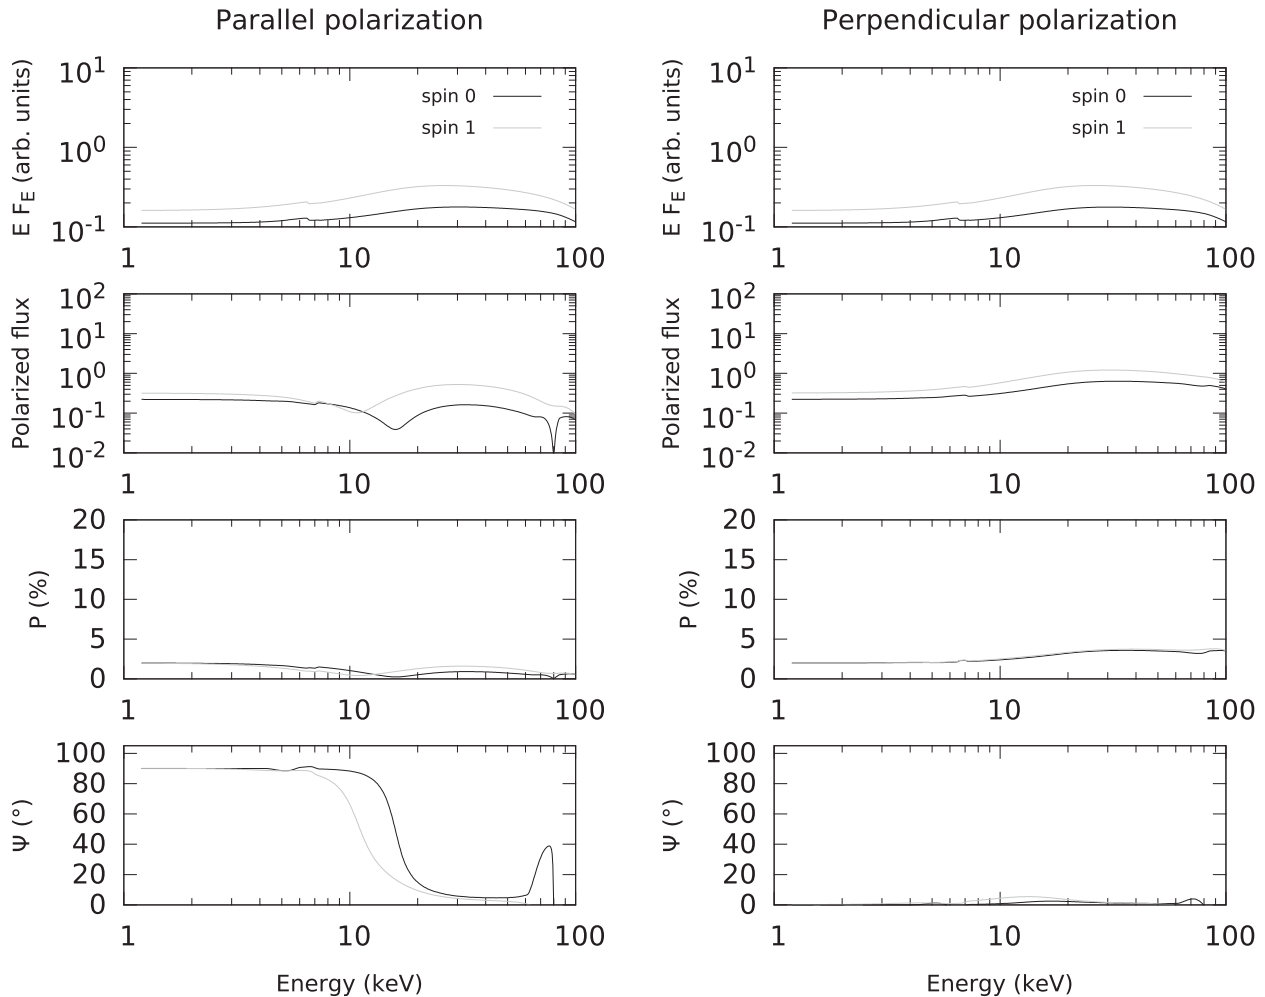 Parallel polarization
Perpendicular polarization
E F_E (arb. units)
10^1
10^0
10^-1
spin 0
spin 1
1 10 100
E F_E (arb. units)
10^1
10^0
10^-1
spin 0
spin 1
1 10 100
Polarized flux
10^2
10^1
10^0
10^-1
10^-2
1 10 100
Polarized flux
10^2
10^1
10^0
10^-1
10^-2
1 10 100
P (%)
20
15
10
5
0
1 10 100
P (%)
20
15
10
5
0
1 10 100
Ψ (°)
100
80
60
40
20
0
1 10 100
Energy (keV)
Ψ (°)
100
80
60
40
20
0
1 10 100
Energy (keV)